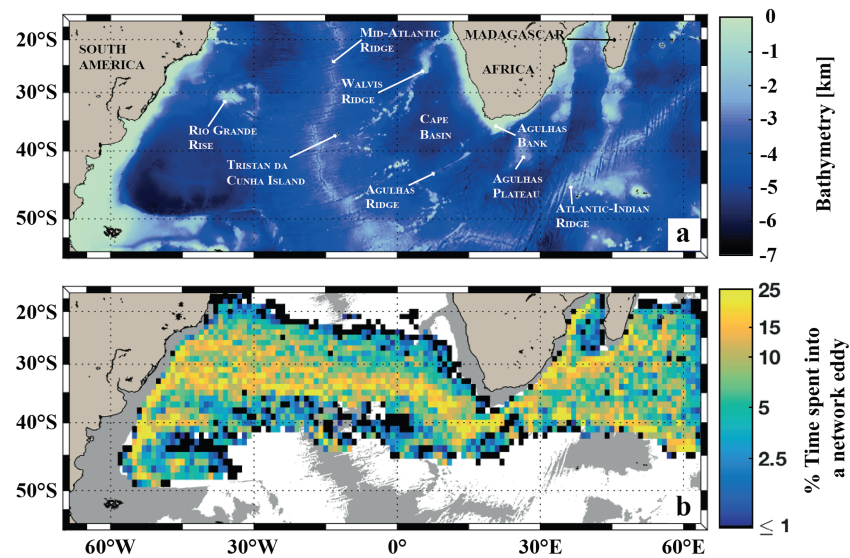 20°S
30°S
40°S
50°S
SOUTH
AMERICA
MID-ATLANTIC
RIDGE
WALVIS
RIDGE
MADAGASCAR
AFRICA
RIO GRANDE
RISE
CAPE
BASIN
TRISTAN DA
CUNHA ISLAND
AGULHAS
BANK
AGULHAS
RIDGE
AGULHAS
PLATEAU
ATLANTIC-INDIAN
RIDGE
a
0
-1
-2
-3
-4
-5
-6
-7
Bathymetry [km]
20°S
30°S
40°S
50°S
b
60°W
30°W
0°
30°E
60°E
25
15
10
5
2.5
≤ 1
% Time spent into
a network eddy